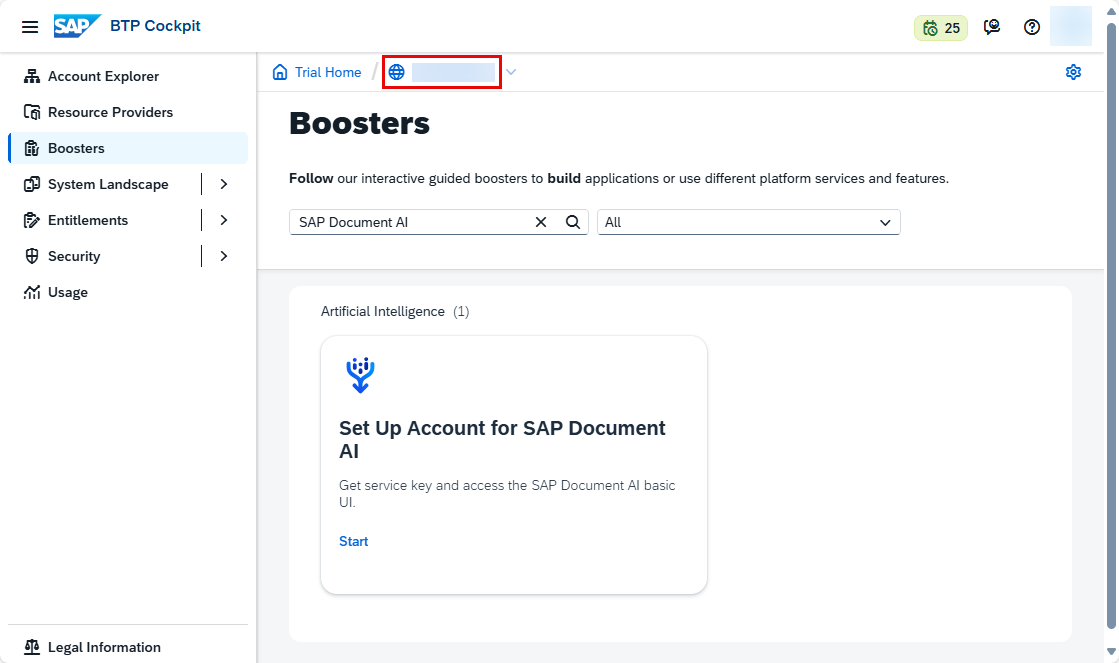 SAP BTP Cockpit
25
Account Explorer
Resource Providers
Boosters
System Landscape
Entitlements
Security
Usage
Legal Information
Trial Home /
Boosters
Follow our interactive guided boosters to build applications or use different platform services and features.
SAP Document AI
All
Artificial Intelligence (1)
Set Up Account for SAP Document
AI
Get service key and access the SAP Document AI basic
UI.
Start